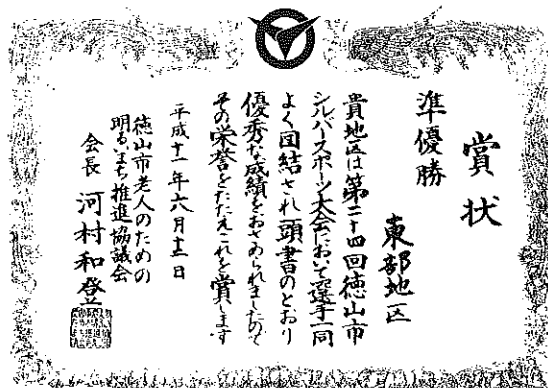 賞状
準優勝
東部地区
貴地区は第二十四回徳山市
シルバースポーツ大会において選手一同
よく団結され頭書のとおり
優秀な成績をおさめられましたので
その栄誉をたたえこれを賞します
平成十一年六月十三日
徳山市老人のための
明るいまち推進協議会
会長 河村和登